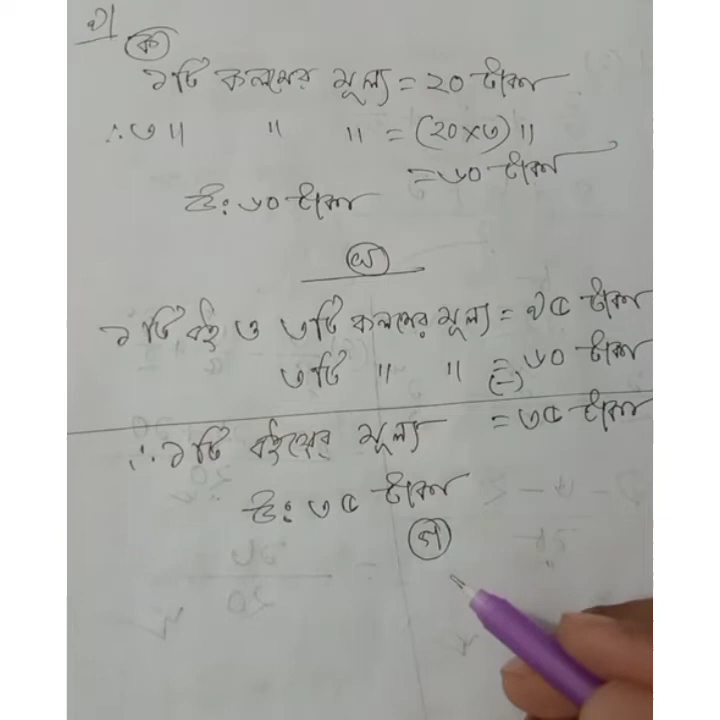 ৯।
ক
১টি কলমের মূল্য = ২০ টাকা
∴ ৩ " " " = (২০×৩) "
= ৬০ টাকা
উ: ৬০ টাকা
খ
১টি বই ও ৩টি কলমের মূল্য = ৯৫ টাকা
৩টি " " (-) = ৬০ টাকা
∴ ১টি বইয়ের মূল্য = ৩৫ টাকা
উ: ৩৫ টাকা
গ